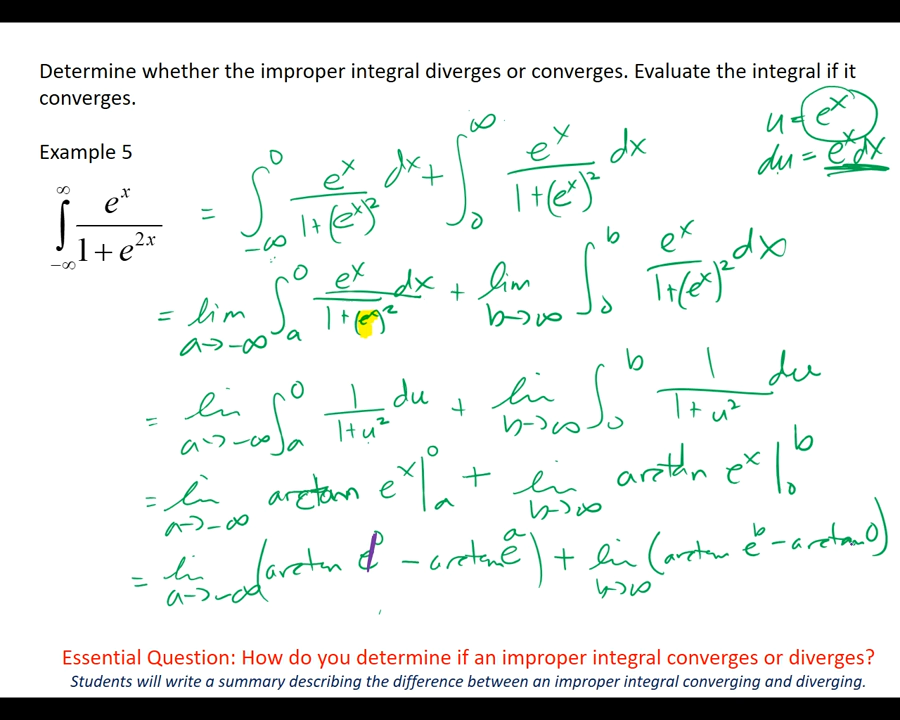 Determine whether the improper integral diverges or converges. Evaluate the integral if it
converges.
u = e^x
du = e^x dx
Example 5
∫_{-∞}^{∞} e^x/(1+e^{2x}) = ∫_{-∞}^{0} e^x/(1+(e^x)^2) dx + ∫_{0}^{∞} e^x/(1+(e^x)^2) dx
= lim_{a→-∞} ∫_{a}^{0} e^x/(1+(e^x)^2) dx + lim_{b→∞} ∫_{0}^{b} e^x/(1+(e^x)^2) dx
= lim_{a→-∞} ∫_{a}^{0} 1/(1+u^2) du + lim_{b→∞} ∫_{0}^{b} 1/(1+u^2) du
= lim_{a→-∞} arctan e^x |_{a}^{0} + lim_{b→∞} arctan e^x |_{0}^{b}
= lim_{a→-∞} (arctan e^0 - arctan e^a) + lim_{b→∞} (arctan e^b - arctan 0)
Essential Question: How do you determine if an improper integral converges or diverges?
Students will write a summary describing the difference between an improper integral converging and diverging.